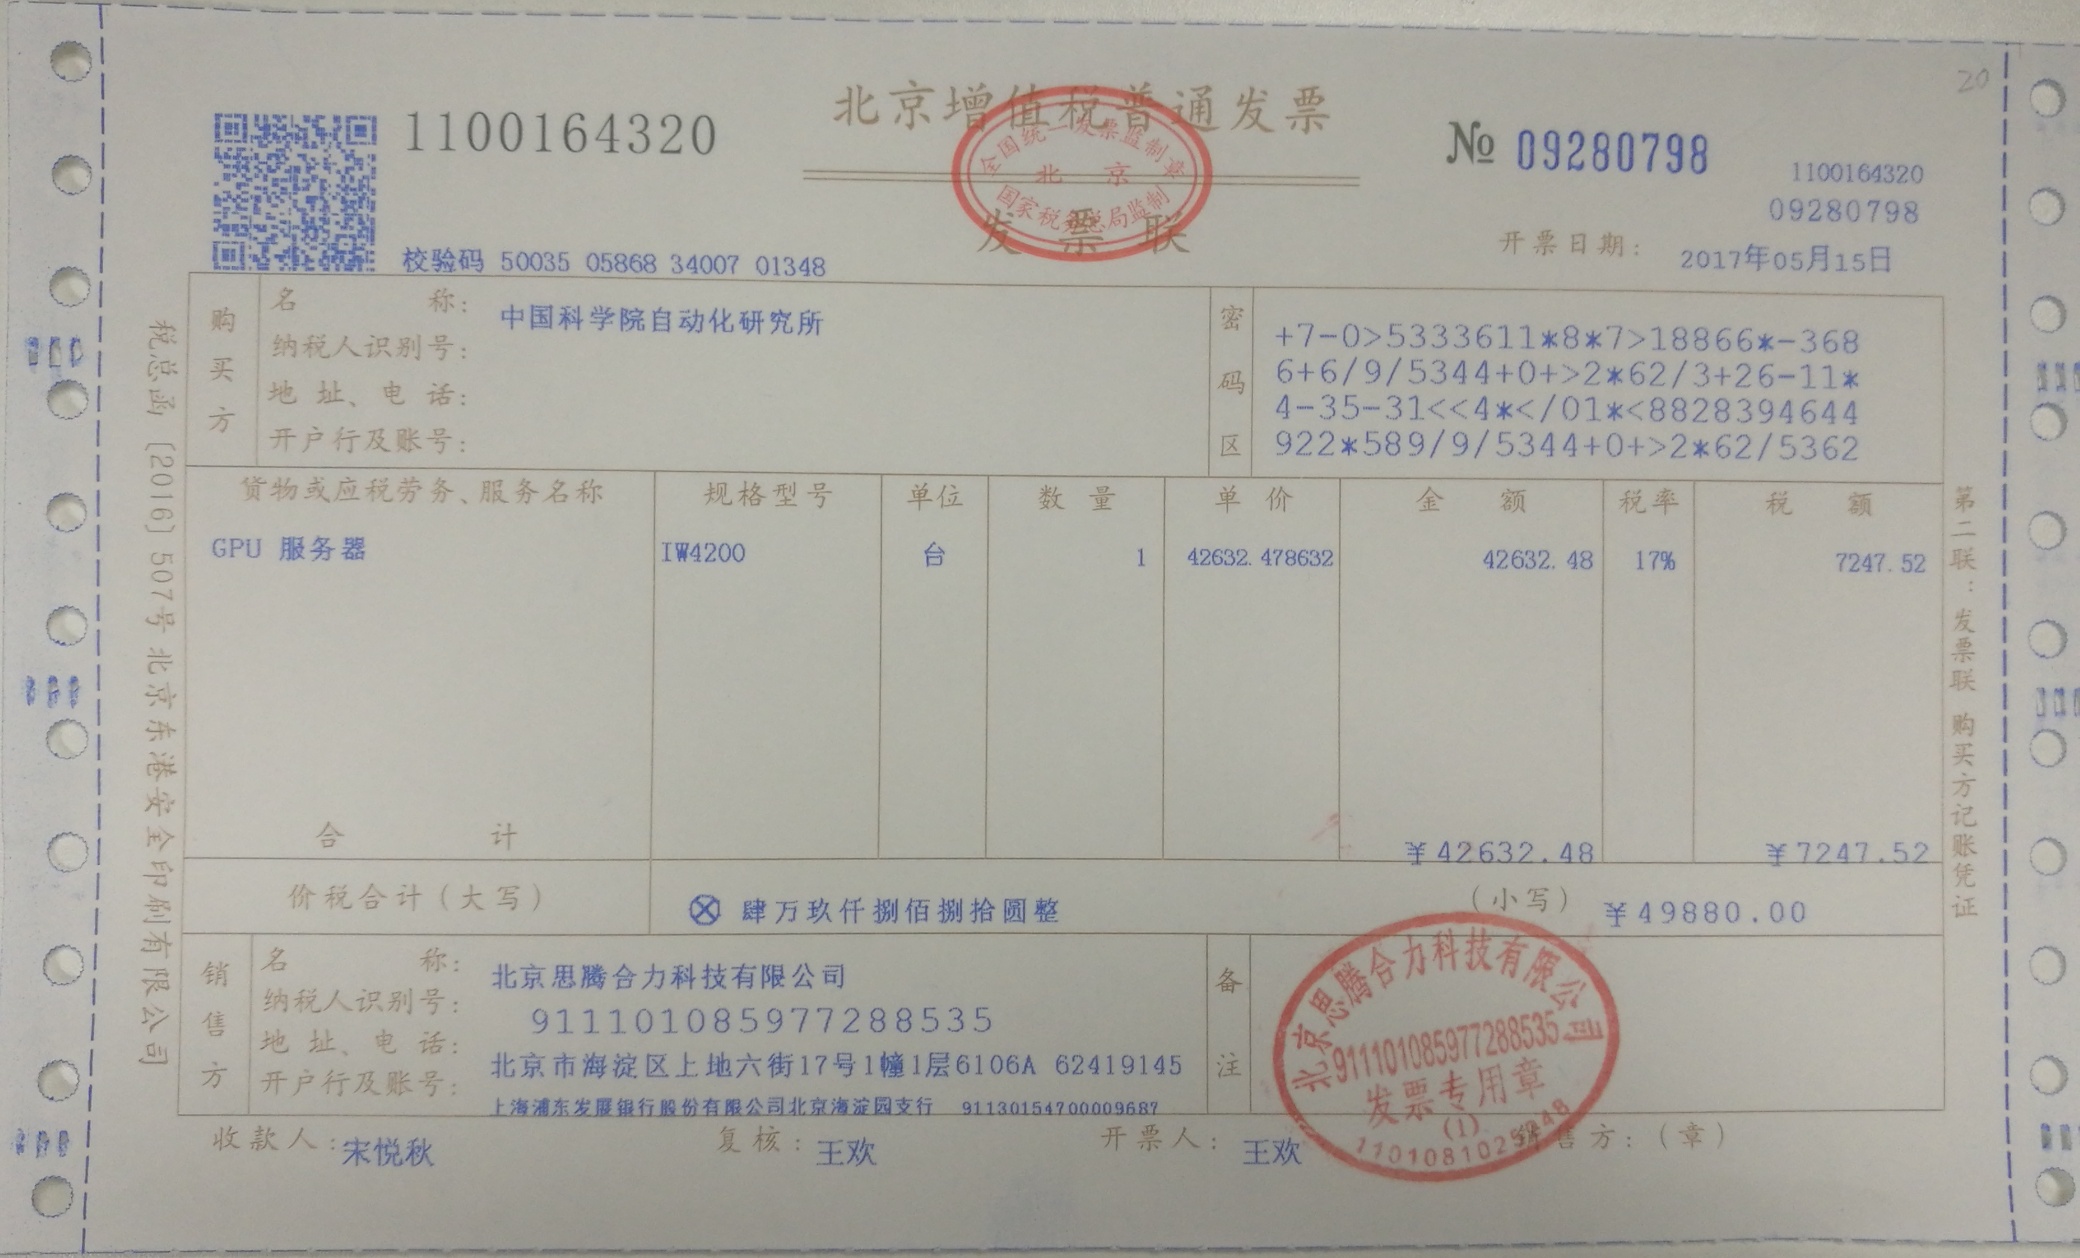 20
北京增值税普通发票
1100164320
№ 09280798
1100164320
09280798
全国统一发票监制章
北京
国家税务总局监制
发票联
校验码 50035 05868 34007 01348
开票日期: 2017年05月15日
购买方
名称: 中国科学院自动化研究所
纳税人识别号:
地址、电话:
开户行及账号:
密码区
+7-0>5333611*8*7>18866*-368
6+6/9/5344+0+>2*62/3+26-11*
4-35-31<<4*</01*<8828394644
922*589/9/5344+0+>2*62/5362
货物或应税劳务、服务名称 规格型号 单位 数量 单价 金额 税率 税额
GPU 服务器 IW4200 台 1 42632.478632 42632.48 17% 7247.52
合计 ¥42632.48 ¥7247.52
价税合计(大写) ⊗ 肆万玖仟捌佰捌拾圆整 (小写) ¥49880.00
销售方
名称: 北京思腾合力科技有限公司
纳税人识别号: 911101085977288535
地址、电话: 北京市海淀区上地六街17号1幢1层6106A 62419145
开户行及账号: 上海浦东发展银行股份有限公司北京海淀园支行 91130154700009687
备注
北京思腾合力科技有限公司
911101085977288535
发票专用章
(1)
收款人: 宋悦秋 复核: 王欢 开票人: 王欢 销售方: (章)
税总函〔2016〕507号北京东港安全印刷有限公司
第二联: 发票联 购买方记账凭证